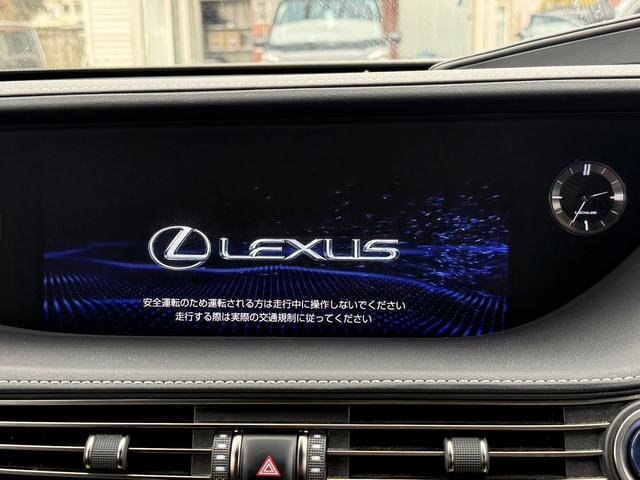 LEXUS
安全運転のため運転される方は走行中に操作しないでください
走行する際は実際の交通規制に従ってください
LEXUS